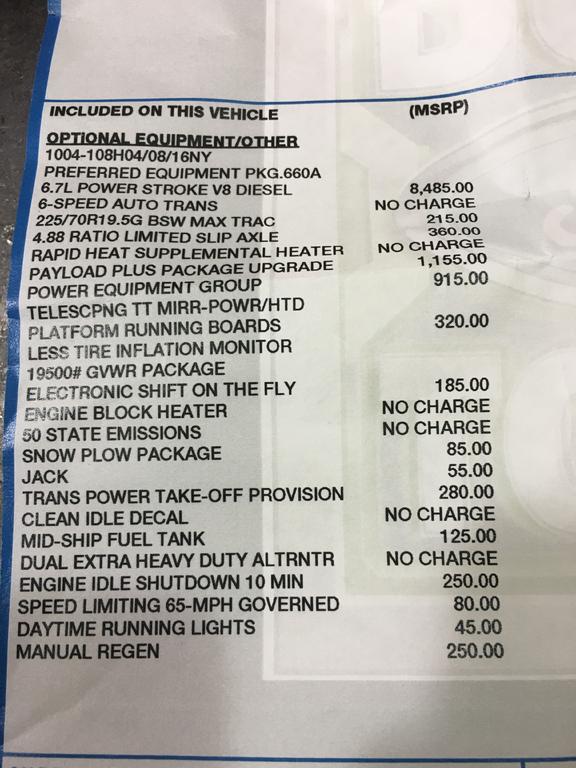 INCLUDED ON THIS VEHICLE (MSRP)
OPTIONAL EQUIPMENT/OTHER
1004-108H04/08/16NY
PREFERRED EQUIPMENT PKG.660A
6.7L POWER STROKE V8 DIESEL 8,485.00
6-SPEED AUTO TRANS NO CHARGE
225/70R19.5G BSW MAX TRAC 215.00
4.88 RATIO LIMITED SLIP AXLE 360.00
RAPID HEAT SUPPLEMENTAL HEATER NO CHARGE
PAYLOAD PLUS PACKAGE UPGRADE 1,155.00
POWER EQUIPMENT GROUP 915.00
TELESCPNG TT MIRR-POWR/HTD
PLATFORM RUNNING BOARDS 320.00
LESS TIRE INFLATION MONITOR
19500# GVWR PACKAGE
ELECTRONIC SHIFT ON THE FLY 185.00
ENGINE BLOCK HEATER NO CHARGE
50 STATE EMISSIONS NO CHARGE
SNOW PLOW PACKAGE 85.00
JACK 55.00
TRANS POWER TAKE-OFF PROVISION 280.00
CLEAN IDLE DECAL NO CHARGE
MID-SHIP FUEL TANK 125.00
DUAL EXTRA HEAVY DUTY ALTRNTR NO CHARGE
ENGINE IDLE SHUTDOWN 10 MIN 250.00
SPEED LIMITING 65-MPH GOVERNED 80.00
DAYTIME RUNNING LIGHTS 45.00
MANUAL REGEN 250.00